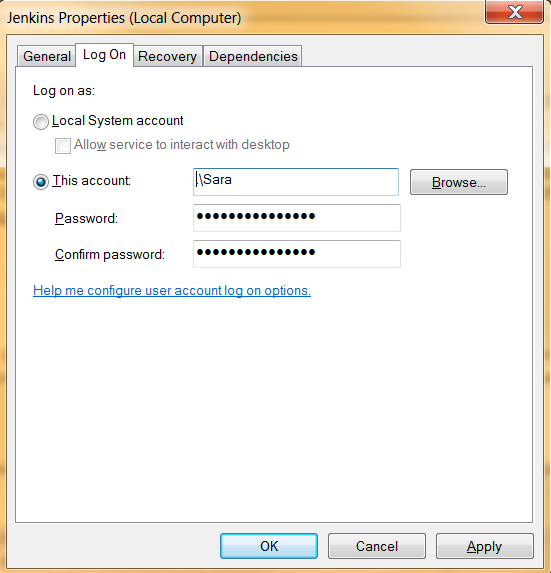 Jenkins Properties (Local Computer)
General Log On Recovery Dependencies
Log on as:
Local System account
Allow service to interact with desktop
This account: .\Sara Browse...
Password: ●●●●●●●●●●●●●●●
Confirm password: ●●●●●●●●●●●●●●●
Help me configure user account log on options.
OK Cancel Apply